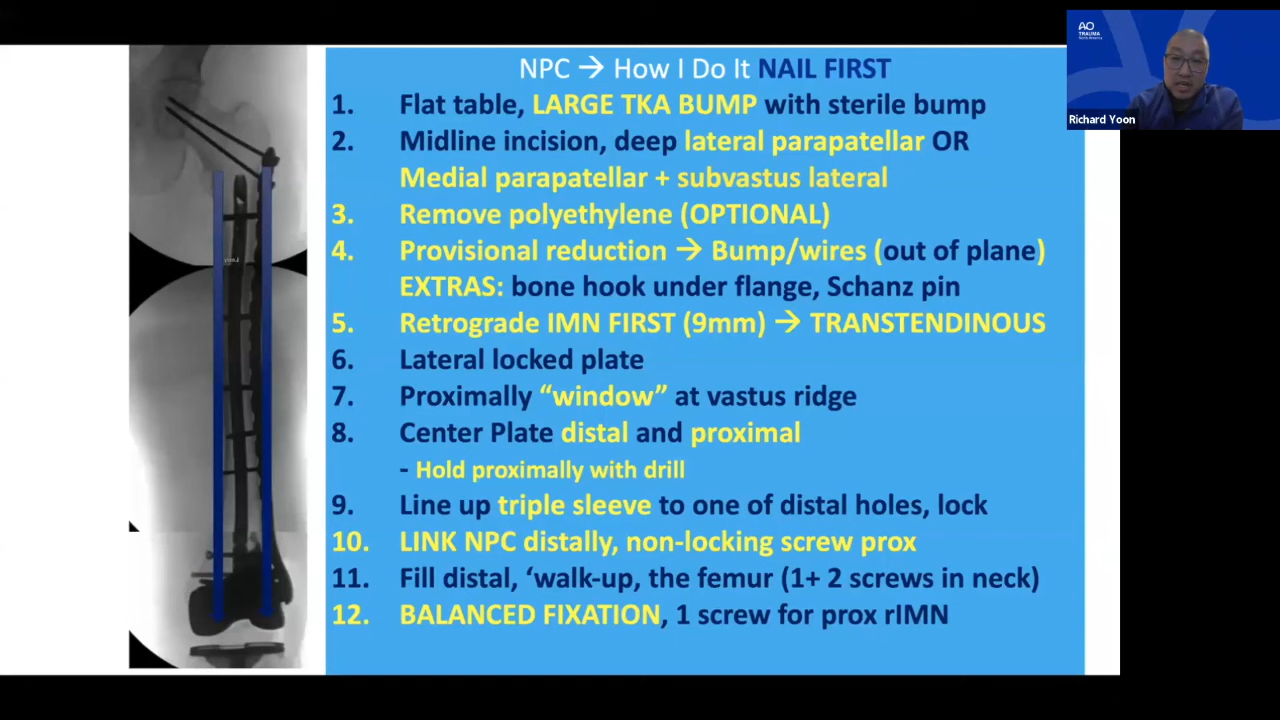 NPC → How I Do It NAIL FIRST
1. Flat table, LARGE TKA BUMP with sterile bump
2. Midline incision, deep lateral parapatellar OR
Medial parapatellar + subvastus lateral
3. Remove polyethylene (OPTIONAL)
4. Provisional reduction → Bump/wires (out of plane)
EXTRAS: bone hook under flange, Schanz pin
5. Retrograde IMN FIRST (9mm) → TRANSTENDINOUS
6. Lateral locked plate
7. Proximally “window” at vastus ridge
8. Center Plate distal and proximal
- Hold proximally with drill
9. Line up triple sleeve to one of distal holes, lock
10. LINK NPC distally, non-locking screw prox
11. Fill distal, ‘walk-up, the femur (1+ 2 screws in neck)
12. BALANCED FIXATION, 1 screw for prox rIMN
AO
TRAUMA
North America
Richard Yoon